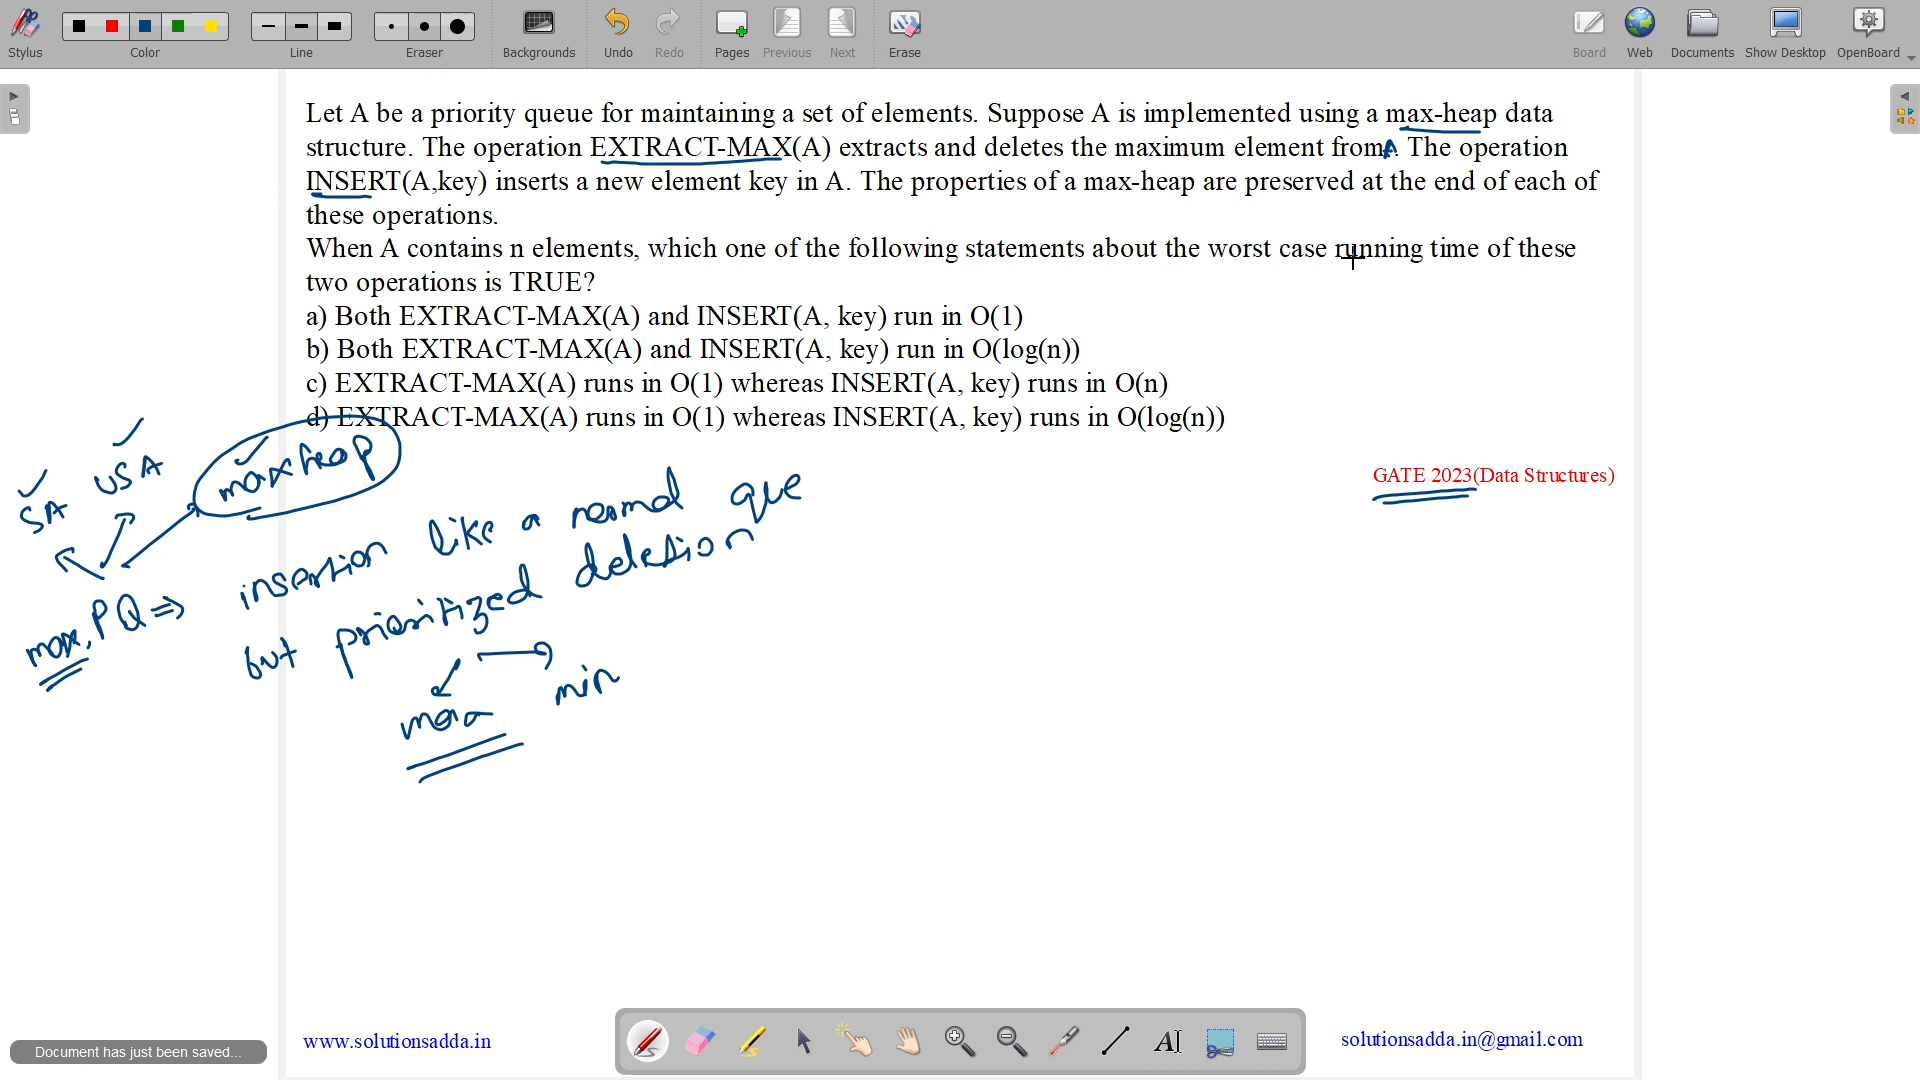 Stylus Color Line Eraser Backgrounds Undo Redo Pages Previous Next Erase Board Web Documents Show Desktop OpenBoard
Let A be a priority queue for maintaining a set of elements. Suppose A is implemented using a max-heap data
structure. The operation EXTRACT-MAX(A) extracts and deletes the maximum element from A. The operation
INSERT(A,key) inserts a new element key in A. The properties of a max-heap are preserved at the end of each of
these operations.
When A contains n elements, which one of the following statements about the worst case running time of these
two operations is TRUE?
a) Both EXTRACT-MAX(A) and INSERT(A, key) run in O(1)
b) Both EXTRACT-MAX(A) and INSERT(A, key) run in O(log(n))
c) EXTRACT-MAX(A) runs in O(1) whereas INSERT(A, key) runs in O(n)
d) EXTRACT-MAX(A) runs in O(1) whereas INSERT(A, key) runs in O(log(n))
GATE 2023(Data Structures)
SA USA maxheap
max. PQ ⇒ insertion like a normal que
but prioritized deletion
max min
www.solutionsadda.in
solutionsadda.in@gmail.com
Document has just been saved...